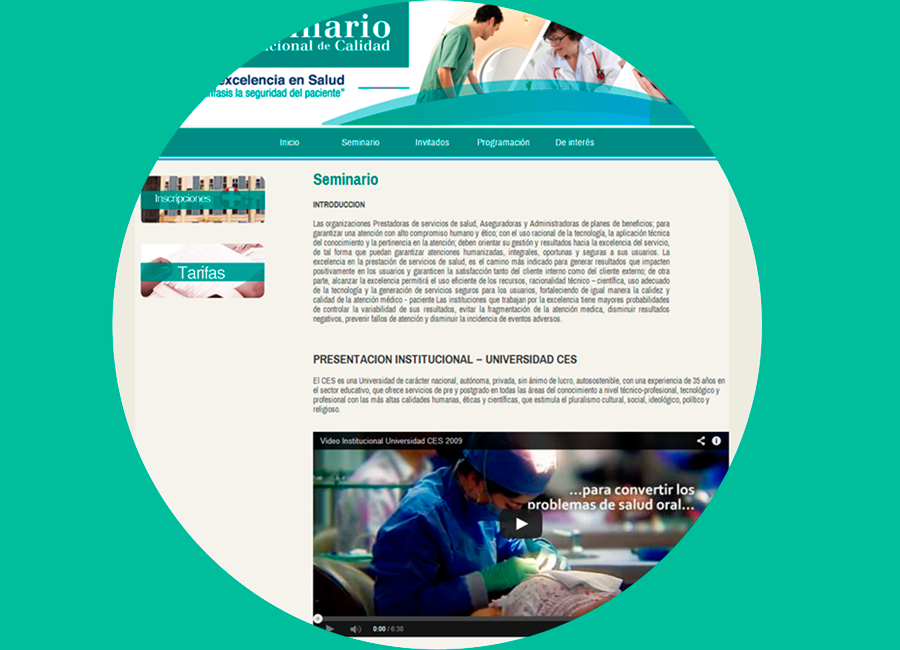 cional de Calidad
xcelencia en Salud
la seguridad del paciente"
Inicio Seminario Invitados Programación De interés
Inscripciones
Tarifas
Seminario
INTRODUCCION
Las organizaciones Prestadoras de servicios de salud, Aseguradoras y Administradoras de planes de beneficios; para
garantizar una atención con alto compromiso humano y ético; con el uso racional de la tecnología, la aplicación técnica
del conocimiento y la pertinencia en la atención; deben orientar su gestión y resultados hacia la excelencia del servicio,
de tal forma que puedan garantizar atenciones humanizadas, integrales, oportunas y seguras a sus usuarios. La
excelencia en la prestación de servicios de salud, es el camino más indicado para generar resultados que impacten
positivamente en los usuarios y garanticen la satisfacción tanto del cliente interno como del cliente externo; de otra
parte, alcanzar la excelencia permitirá el uso eficiente de los recursos, racionalidad técnico – científica, uso adecuado
de la tecnología y la generación de servicios seguros para los usuarios, fortaleciendo de igual manera la calidez y
calidad de la atención médico - paciente.Las instituciones que trabajan por la excelencia tiene mayores probabilidades
de controlar la variabilidad de sus resultados, evitar la fragmentación de la atención medica, disminuir resultados
negativos, prevenir fallos de atención y disminuir la incidencia de eventos adversos.
PRESENTACION INSTITUCIONAL – UNIVERSIDAD CES
El CES es una Universidad de carácter nacional, autónoma, privada, sin ánimo de lucro, autosostenible, con una experiencia de 35 años en
el sector educativo, que ofrece servicios de pre y postgrado en todas las áreas del conocimiento a nivel técnico-profesional, tecnológico y
profesional con las más altas calidades humanas, éticas y científicas, que estimula el pluralismo cultural, social, ideológico, político y
religioso.
Video Institucional Universidad CES 2009
...para convertir los
problemas de salud oral...
0:00 / 6:30